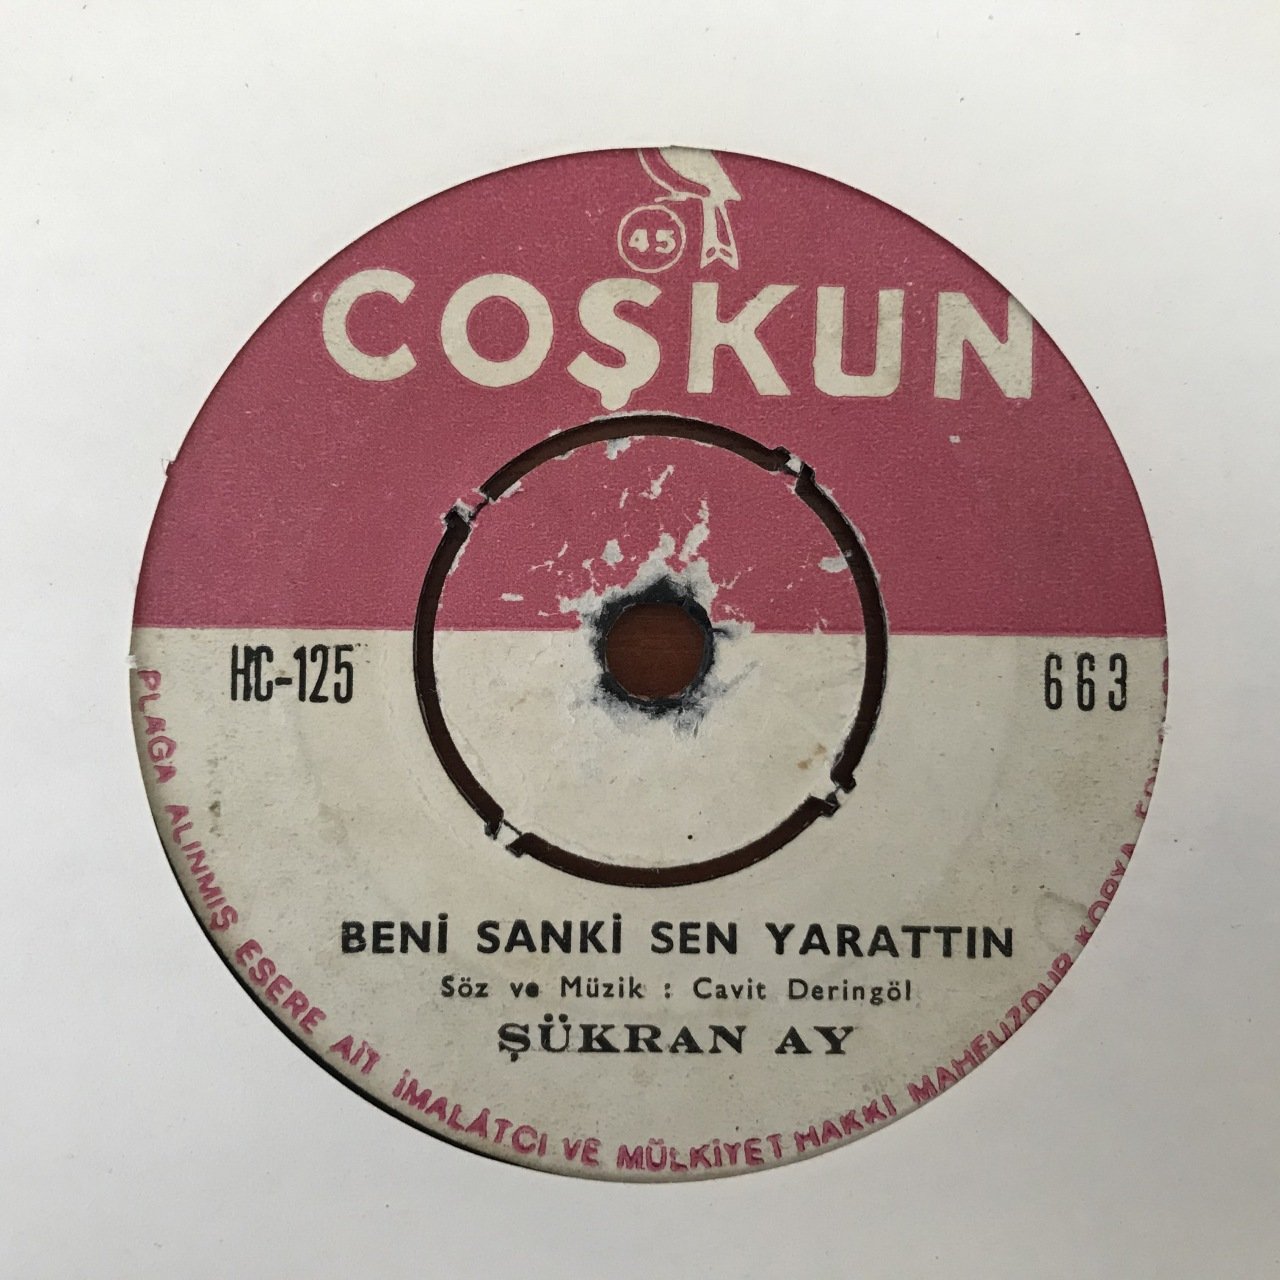 45
COŞKUN
HC-125
663
BENİ SANKİ SEN YARATTIN
Söz ve Müzik : Cavit Deringöl
ŞÜKRAN AY
PLAĞA ALINMIŞ ESERE AİT İMALÂTCI VE MÜLKİYET HAKKI MAHFUZDUR KOPYA